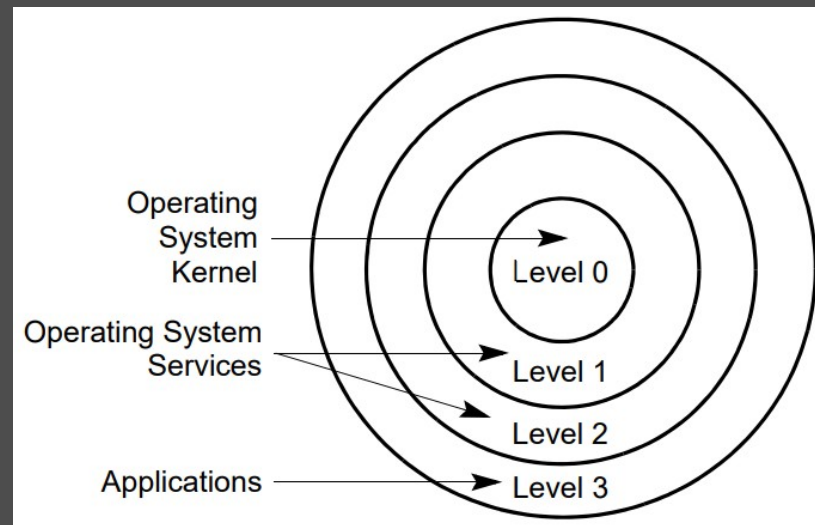 Operating
System
Kernel
Level 0
Operating System
Services
Level 1
Level 2
Applications
Level 3